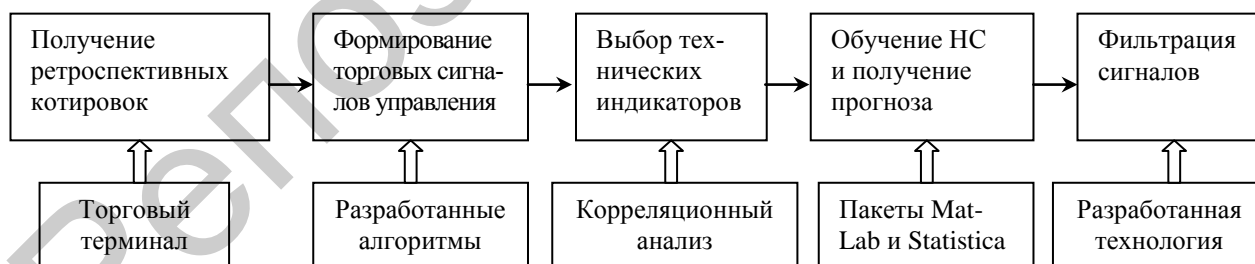 Получение
ретроспективных
котировок
Формирование
торговых сигна-
лов управления
Выбор тех-
нических
индикаторов
Обучение НС
и получение
прогноза
Фильтрация
сигналов
Торговый
терминал
Разработанные
алгоритмы
Корреляционный
анализ
Пакеты Mat-
Lab и Statistica
Разработанная
технология